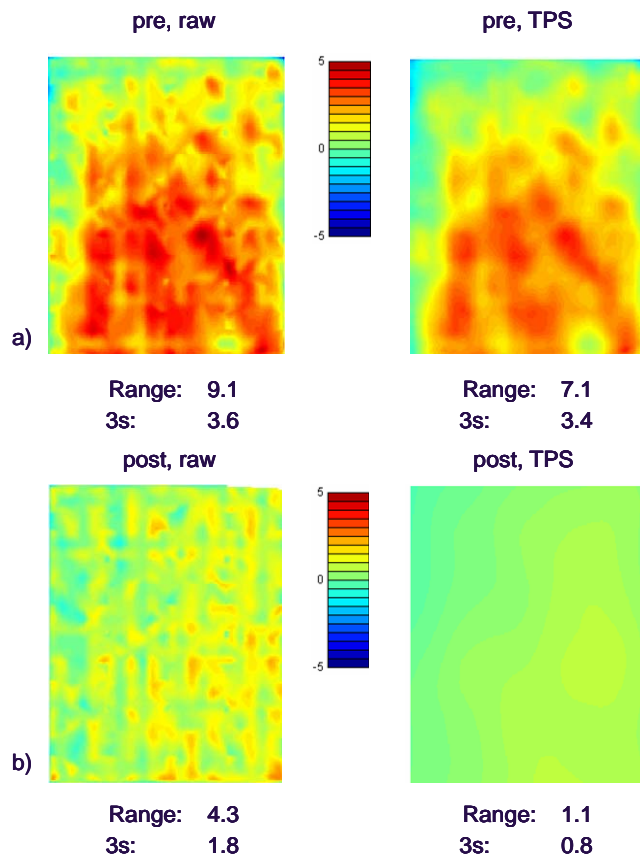 pre, raw
pre, TPS
5
0
-5
a)
Range: 9.1
3s: 3.6
Range: 7.1
3s: 3.4
post, raw
post, TPS
5
0
-5
b)
Range: 4.3
3s: 1.8
Range: 1.1
3s: 0.8